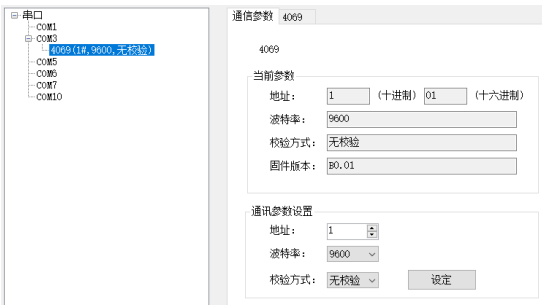 串口
COM1
COM3
4069(1#,9600,无校验)
COM5
COM6
COM7
COM10
通信参数 4069
4069
当前参数
地址： 1 (十进制) 01 (十六进制)
波特率： 9600
校验方式： 无校验
固件版本： B0.01
通讯参数设置
地址： 1
波特率： 9600
校验方式： 无校验 设定